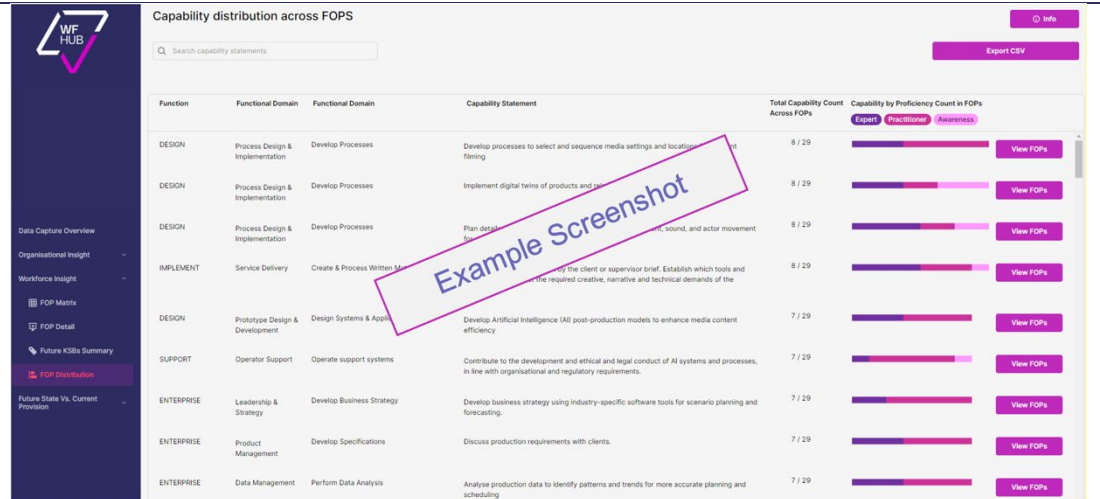 WF
HUB
Capability distribution across FOPS
Info
Search capability statements
Export CSV
Function
Functional Domain
Functional Domain
Capability Statement
Total Capability Count
Across FOPs
Capability by Proficiency Count in FOPs
Expert
Practitioner
Awareness
DESIGN
Process Design &
Implementation
Develop Processes
Develop processes to select and sequence media settings and locations
filming
8 / 29
View FOPs
DESIGN
Process Design &
Implementation
Develop Processes
Implement digital twins of products and
8 / 29
View FOPs
DESIGN
Process Design &
Implementation
Develop Processes
Plan
sound, and actor movement
8 / 29
View FOPs
IMPLEMENT
Service Delivery
Create & Process Written
by the client or supervisor brief. Establish which tools and
the required creative, narrative and technical demands of the
8 / 29
View FOPs
DESIGN
Prototype Design &
Development
Design Systems &
Develop Artificial Intelligence (AI) post-production models to enhance media content
efficiency
7 / 29
View FOPs
SUPPORT
Operator Support
Operate support systems
Contribute to the development and ethical and legal conduct of AI systems and processes,
in line with organisational and regulatory requirements.
7 / 29
View FOPs
ENTERPRISE
Leadership &
Strategy
Develop Business Strategy
Develop business strategy using industry-specific software tools for scenario planning and
forecasting.
7 / 29
View FOPs
ENTERPRISE
Product
Management
Develop Specifications
Discuss production requirements with clients.
7 / 29
View FOPs
ENTERPRISE
Data Management
Perform Data Analysis
Analyse production data to identify patterns and trends for more accurate planning and
scheduling
7 / 29
View FOPs
Example Screenshot
Data Capture Overview
Organisational Insight
Workforce Insight
FOP Matrix
FOP Detail
Future KSBs Summary
FOP Distribution
Future State Vs. Current
Provision